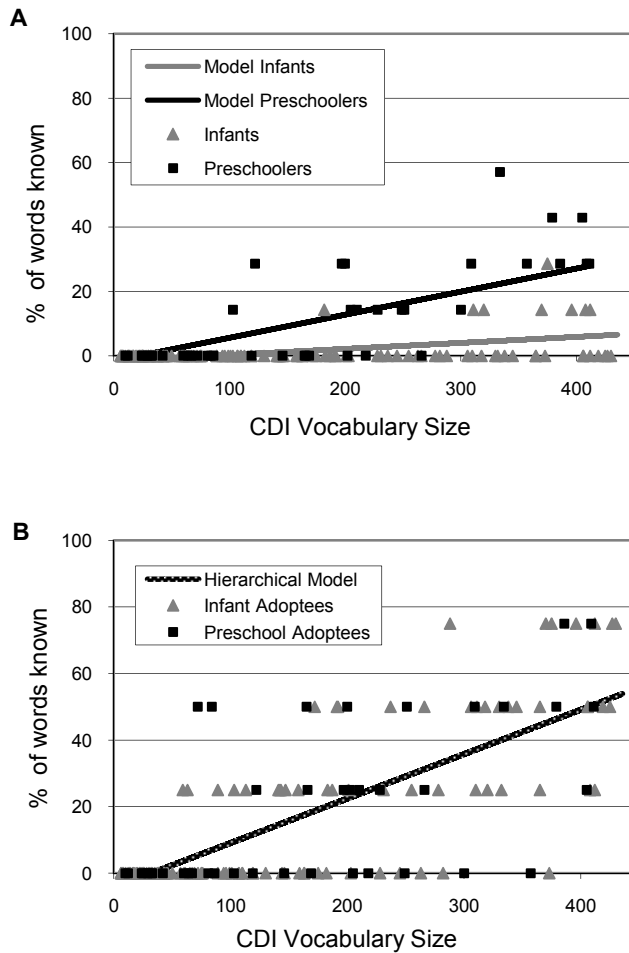 A
100
80
60
40
20
0
% of words known
Model Infants
Model Preschoolers
Infants
Preschoolers
0 100 200 300 400
CDI Vocabulary Size
B
100
80
60
40
20
0
% of words known
Hierarchical Model
Infant Adoptees
Preschool Adoptees
0 100 200 300 400
CDI Vocabulary Size